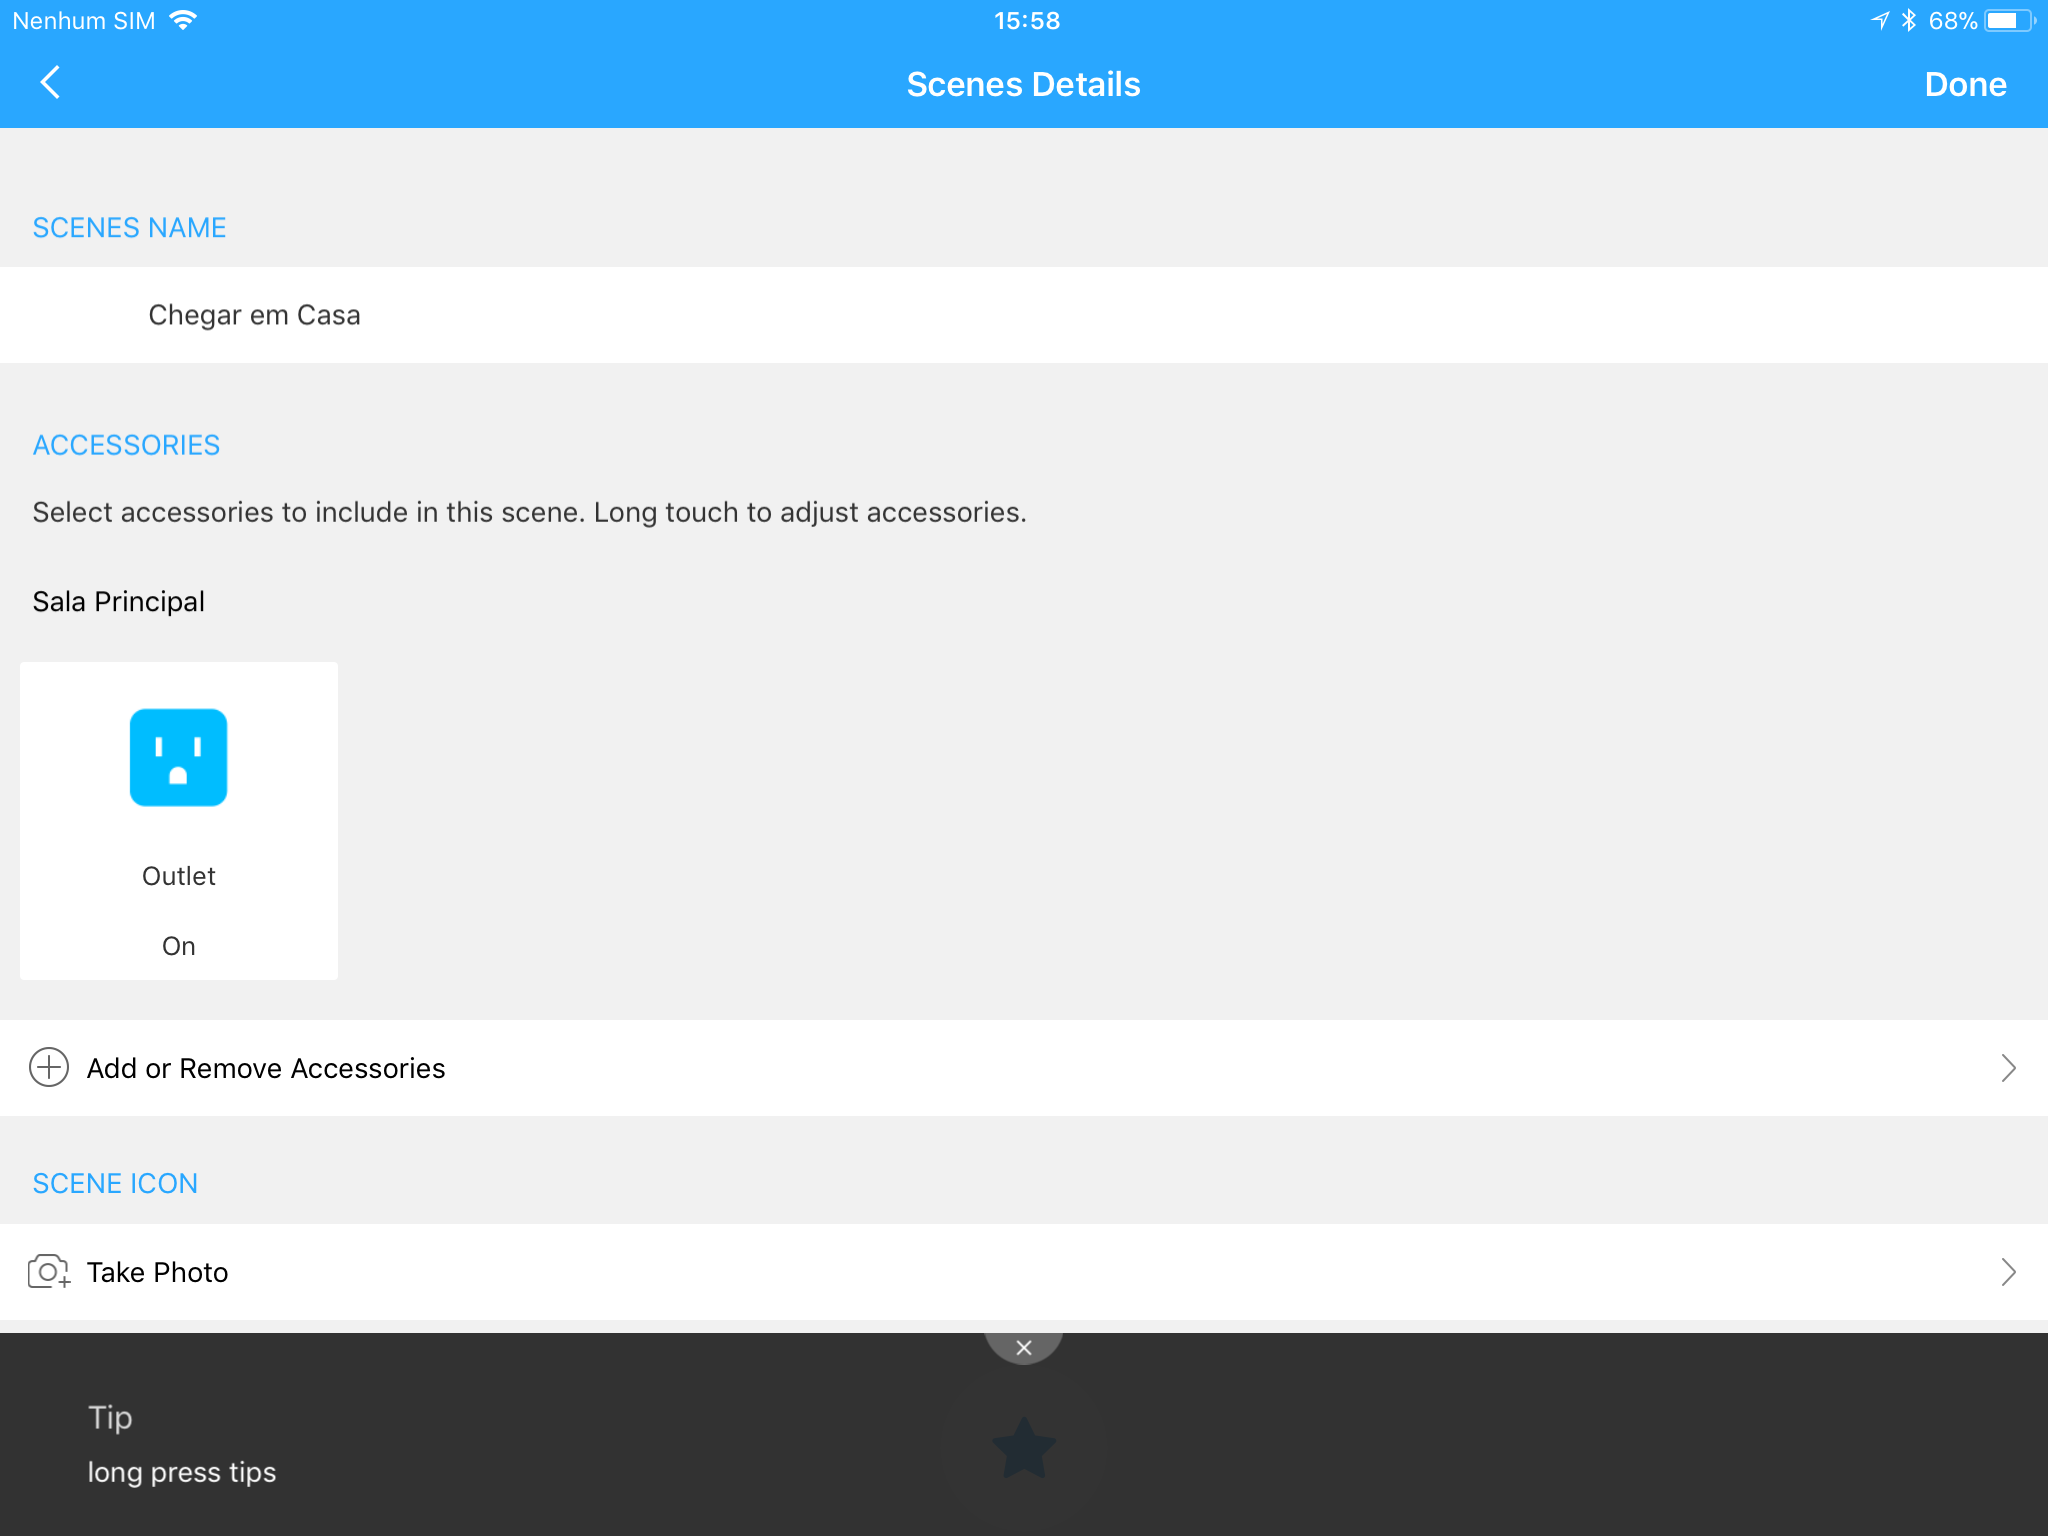 Nenhum SIM
15:58
68%
Scenes Details
Done
SCENES NAME
Chegar em Casa
ACCESSORIES
Select accessories to include in this scene. Long touch to adjust accessories.
Sala Principal
Outlet
On
Add or Remove Accessories
SCENE ICON
Take Photo
Tip
long press tips